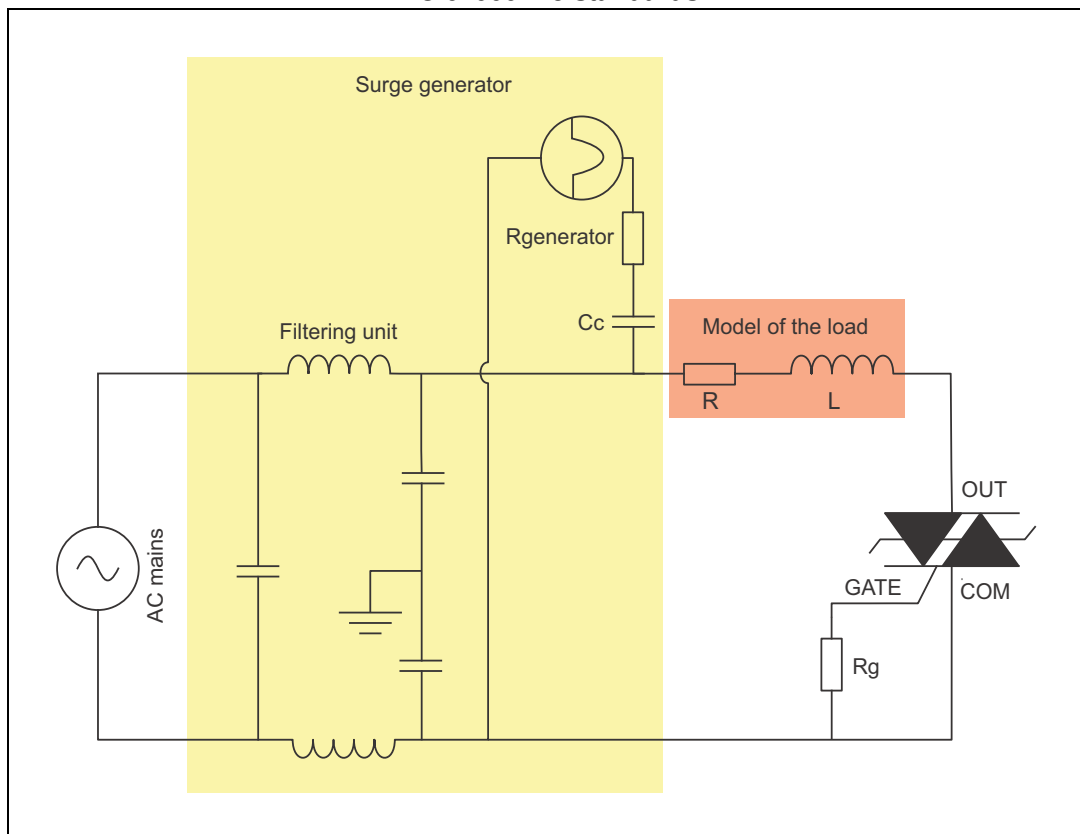 Surge generator
Rgenerator
Cc
Filtering unit
Model of the load
R
L
AC mains
OUT
GATE
COM
Rg